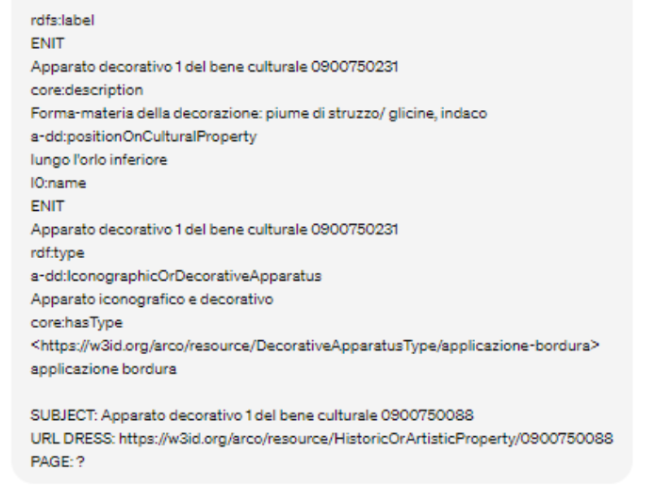 rdfs:label
ENIT
Apparato decorativo 1 del bene culturale 0900750231
core:description
Forma-materia della decorazione: piume di struzzo/ glicine, indaco
a-dd:positionOnCulturalProperty
lungo l'orlo inferiore
l0:name
ENIT
Apparato decorativo 1 del bene culturale 0900750231
rdf:type
a-dd:IconographicOrDecorativeApparatus
Apparato iconografico e decorativo
core:hasType
<https://w3id.org/arco/resource/DecorativeApparatusType/applicazione-bordura>
applicazione bordura
SUBJECT: Apparato decorativo 1 del bene culturale 0900750088
URL DRESS: https://w3id.org/arco/resource/HistoricOrArtisticProperty/0900750088
PAGE: ?